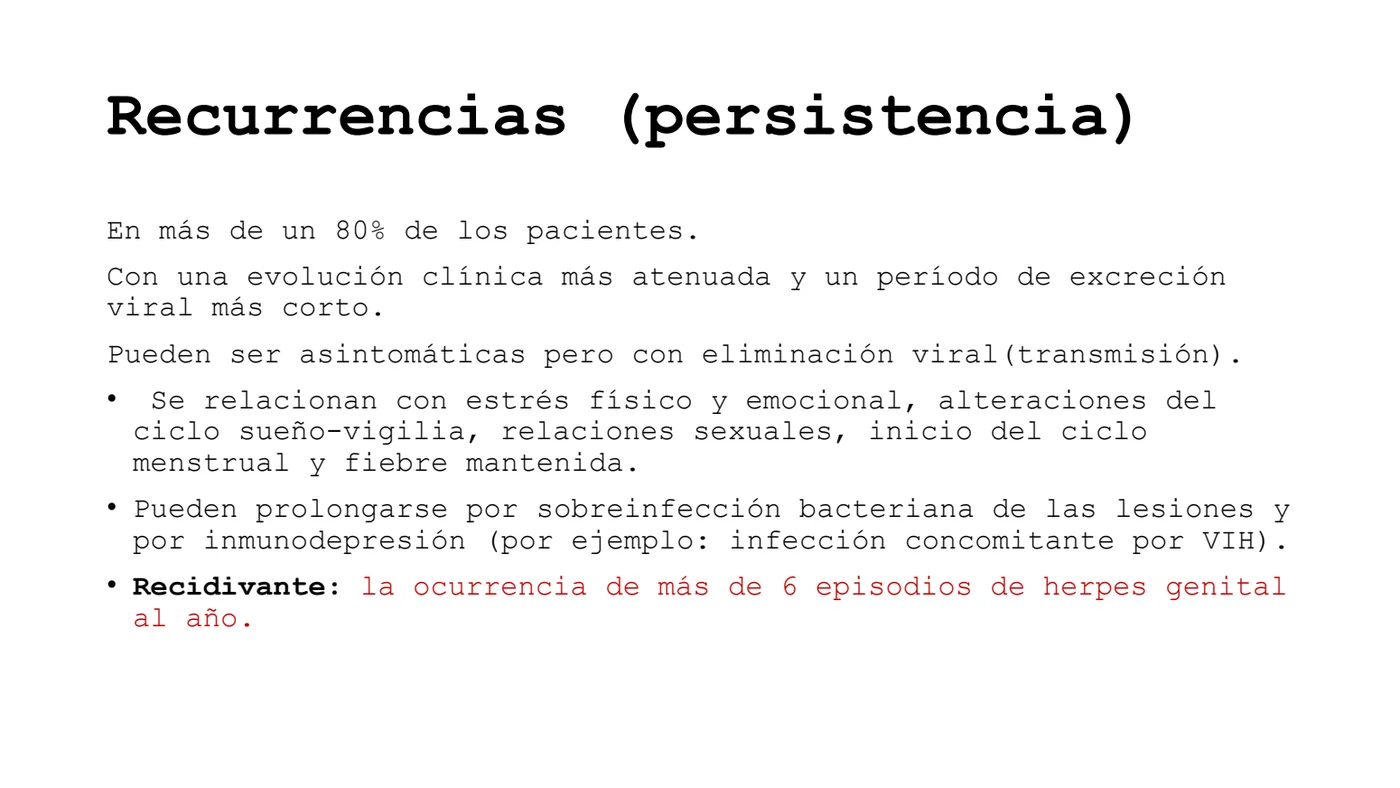 Recurrencias (persistencia)
En más de un 80% de los pacientes.
Con una evolución clínica más atenuada y un período de excreción
viral más corto.
Pueden ser asintomáticas pero con eliminación viral(transmisión).
• Se relacionan con estrés físico y emocional, alteraciones del
ciclo sueño-vigilia, relaciones sexuales, inicio del ciclo
menstrual y fiebre mantenida.
• Pueden prolongarse por sobreinfección bacteriana de las lesiones y
por inmunodepresión (por ejemplo: infección concomitante por VIH).
• Recidivante: la ocurrencia de más de 6 episodios de herpes genital
al año.